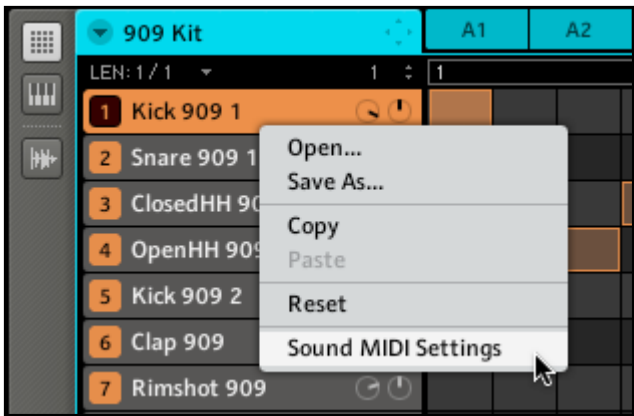 909 Kit
A1
A2
LEN: 1 / 1
1
1
1 Kick 909 1
2 Snare 909 1
3 ClosedHH 90
4 OpenHH 909
5 Kick 909 2
6 Clap 909
7 Rimshot 909
Open...
Save As...
Copy
Paste
Reset
Sound MIDI Settings